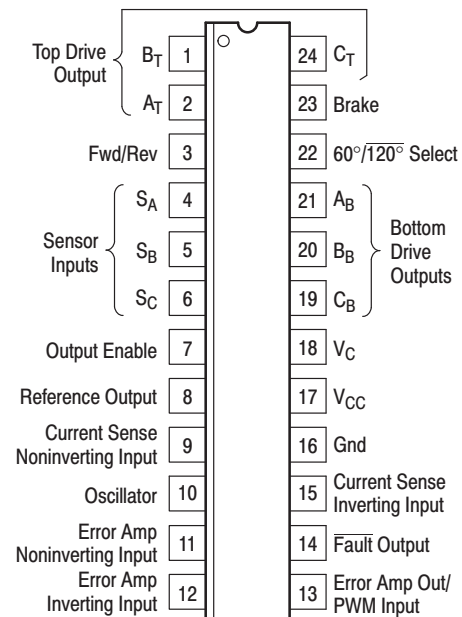 Top Drive
Output
B_T 1
A_T 2
Fwd/Rev 3
Sensor
Inputs
S_A 4
S_B 5
S_C 6
Output Enable 7
Reference Output 8
Current Sense
Noninverting Input 9
Oscillator 10
Error Amp
Noninverting Input 11
Error Amp
Inverting Input 12
24 C_T
23 Brake
22 60°/120° Select
21 A_B
20 B_B
19 C_B
Bottom
Drive
Outputs
18 V_C
17 V_CC
16 Gnd
15 Current Sense
Inverting Input
14 Fault Output
13 Error Amp Out/
PWM Input